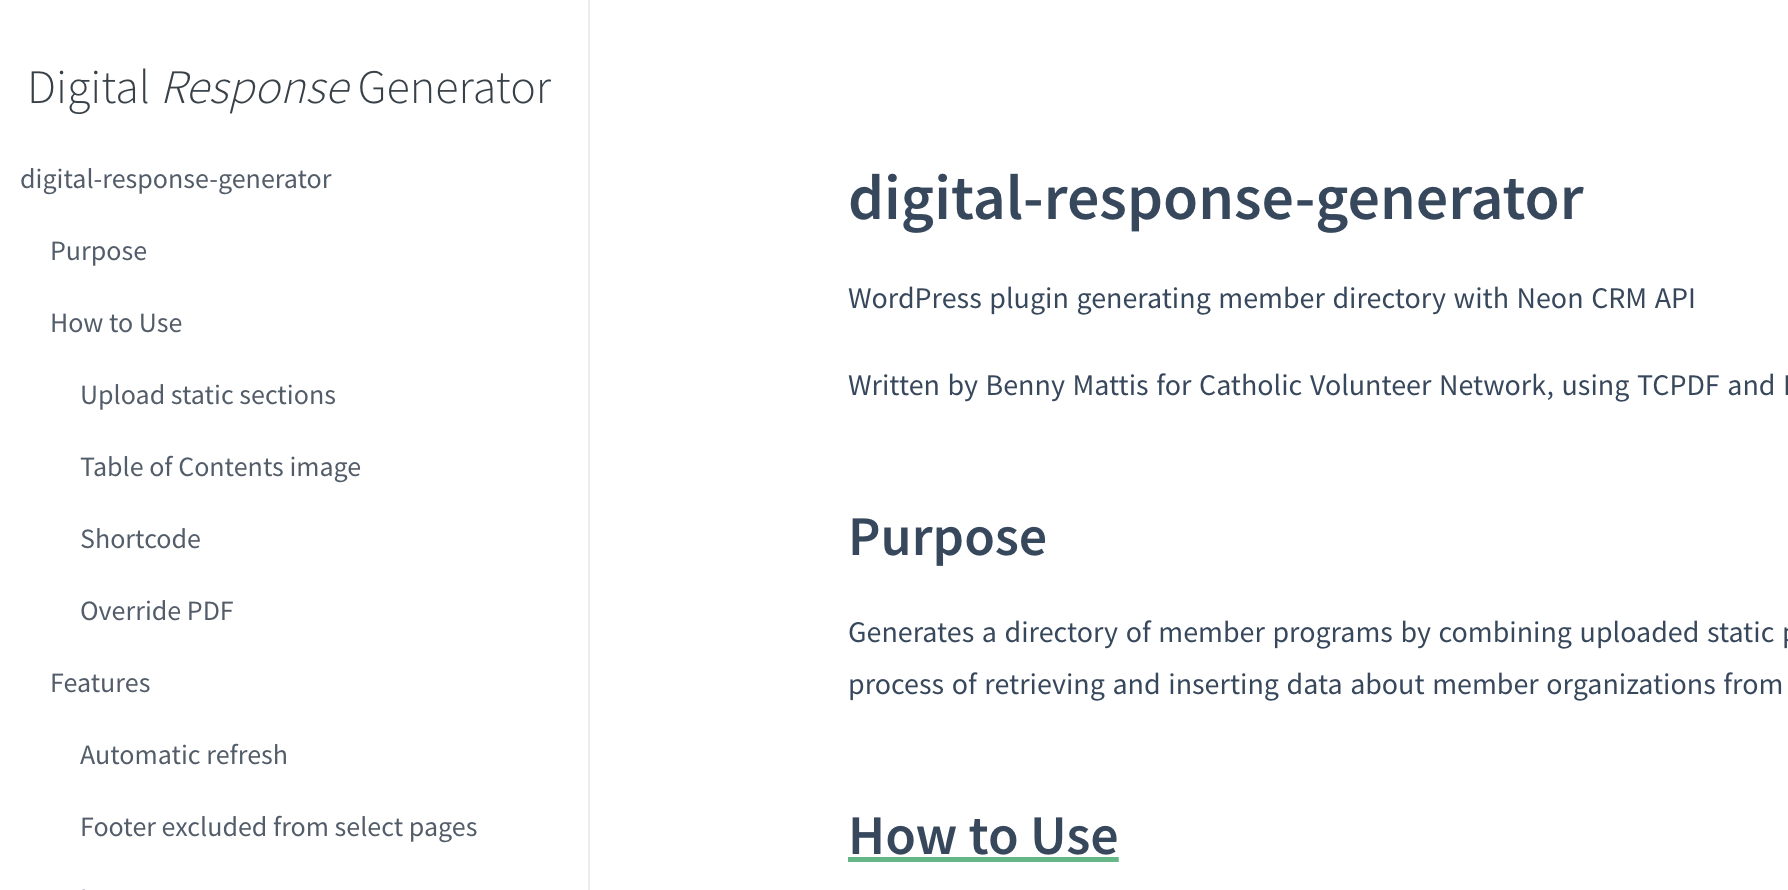 Digital Response Generator
digital-response-generator
Purpose
How to Use
Upload static sections
Table of Contents image
Shortcode
Override PDF
Features
Automatic refresh
Footer excluded from select pages
digital-response-generator
WordPress plugin generating member directory with Neon CRM API
Written by Benny Mattis for Catholic Volunteer Network, using TCPDF and
Purpose
Generates a directory of member programs by combining uploaded static
process of retrieving and inserting data about member organizations from
How to Use